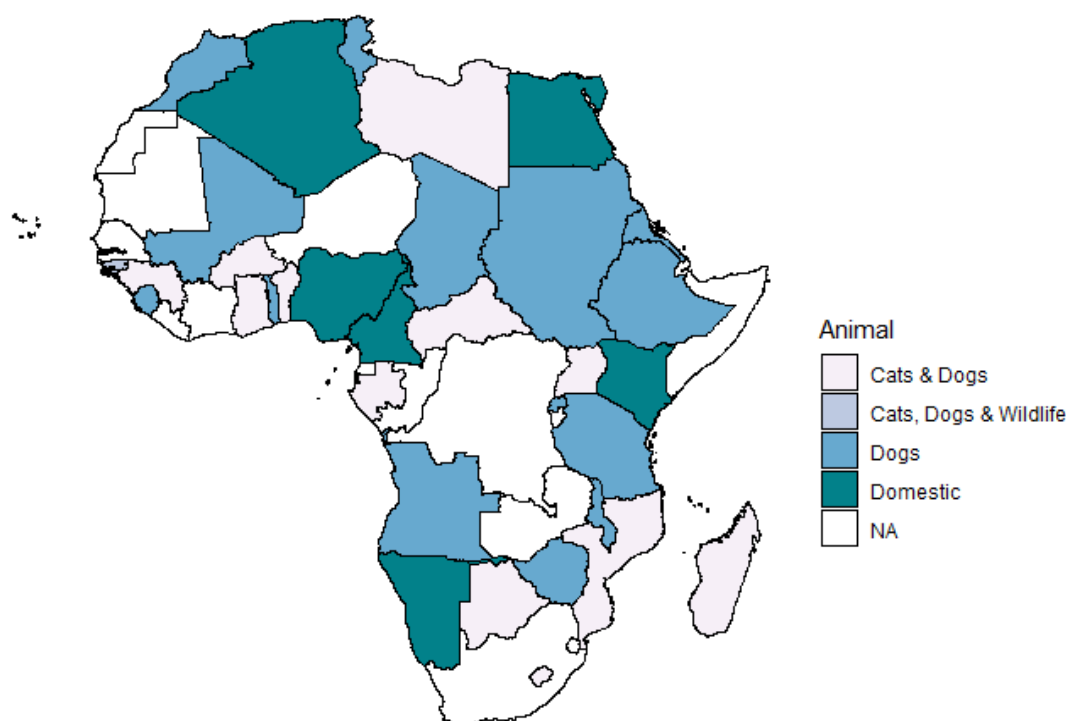 Animal
Cats & Dogs
Cats, Dogs & Wildlife
Dogs
Domestic
NA